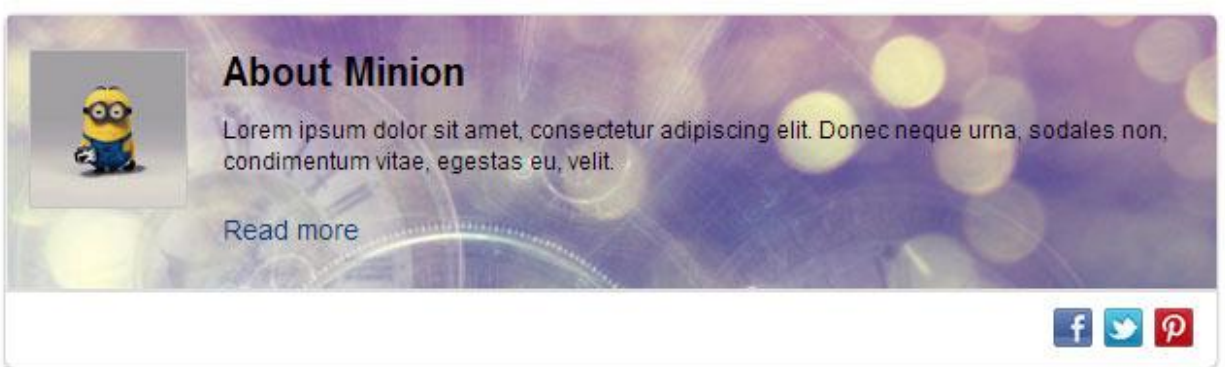 About Minion
Lorem ipsum dolor sit amet, consectetur adipiscing elit. Donec neque urna, sodales non,
condimentum vitae, egestas eu, velit.
Read more